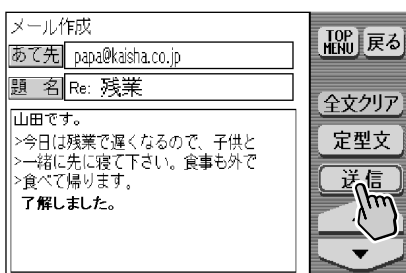 メール作成
TOP MENU 戻る
あて先 papa@kaisha.co.jp
題 名 Re: 残業
全文クリア
山田です。
定型文
>今日は残業で遅くなるので、子供と
>一緒に先に寝て下さい。食事も外で
>食べて帰ります。
送信
了解しました。
▼